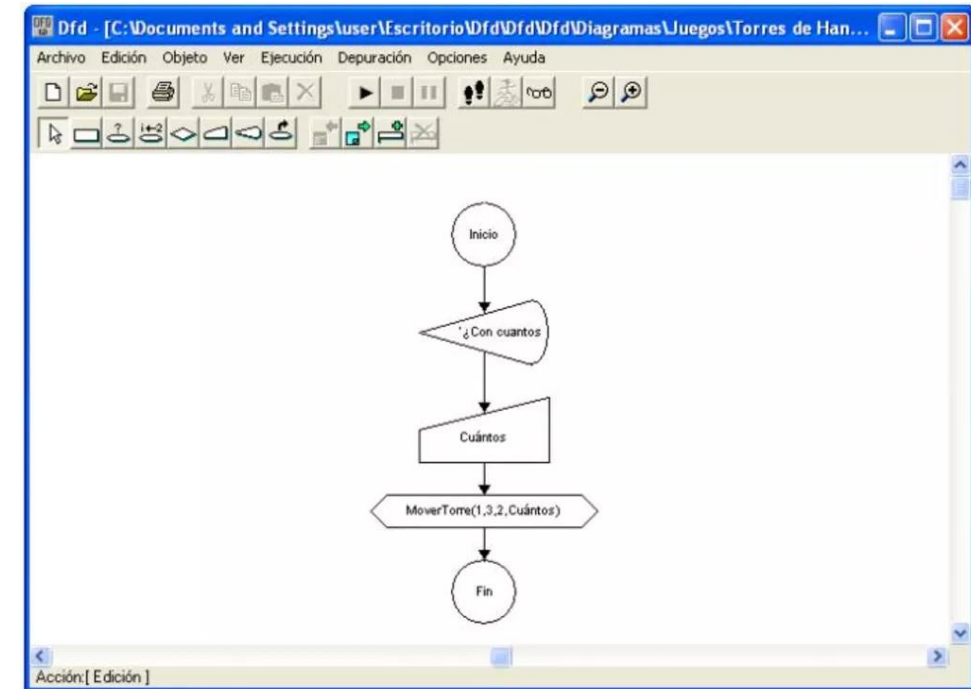 Dfd - [C:\Documents and Settings\user\Escritorio\Dfd\Dfd\Dfd\Diagramas\Juegos\Torres de Han...
Archivo Edición Objeto Ver Ejecución Depuración Opciones Ayuda
Inicio
'¿Con cuantos
Cuántos
MoverTorre(1,3,2,Cuántos)
Fin
Acción:[ Edición ]